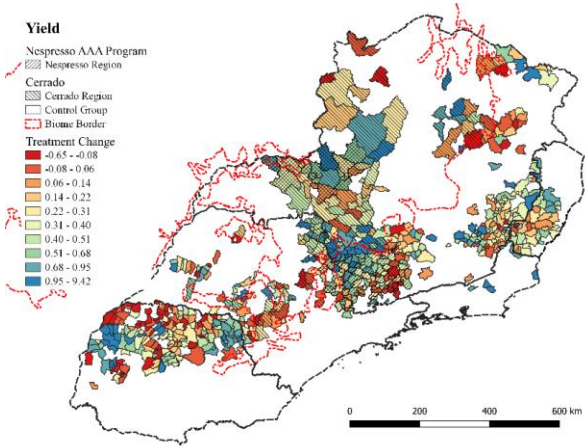 Yield
Nespresso AAA Program
Nespresso Region
Cerrado
Cerrado Region
Control Group
Biome Border
Treatment Change
-0.65 - -0.08
-0.08 - 0.06
0.06 - 0.14
0.14 - 0.22
0.22 - 0.31
0.31 - 0.40
0.40 - 0.51
0.51 - 0.68
0.68 - 0.95
0.95 - 9.42
0 200 400 600 km